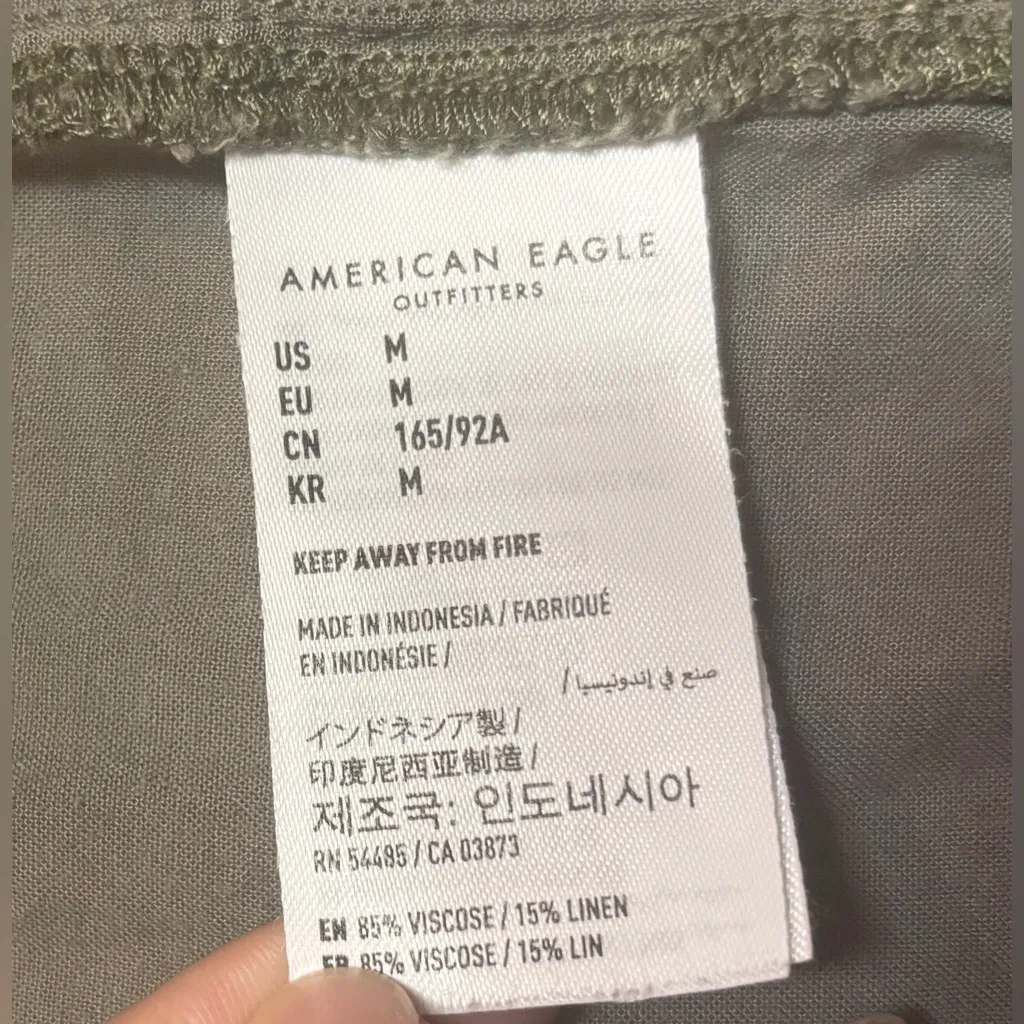 AMERICAN EAGLE
OUTFITTERS
US M
EU M
CN 165/92A
KR M
KEEP AWAY FROM FIRE
MADE IN INDONESIA / FABRIQUÉ
EN INDONÉSIE /
صنع في إندونيسيا /
インドネシア製 /
印度尼西亚制造 /
제조국: 인도네시아
RN 54485 / CA 03873
EN 85% VISCOSE / 15% LINEN
FR 85% VISCOSE / 15% LIN